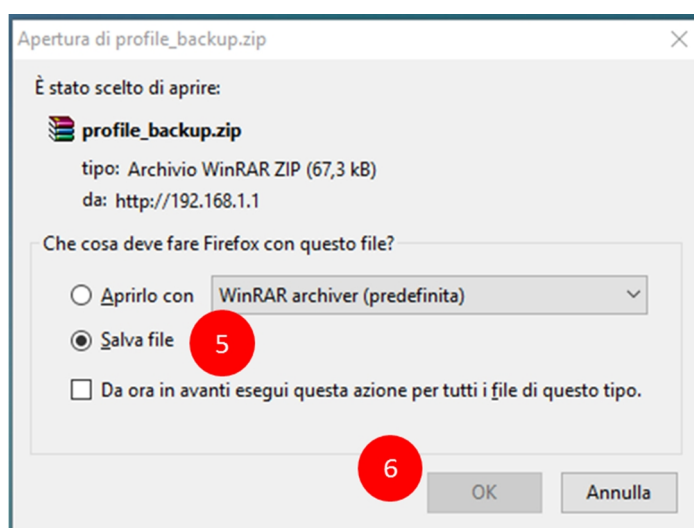 Apertura di profile_backup.zip
È stato scelto di aprire:
profile_backup.zip
tipo: Archivio WinRAR ZIP (67,3 kB)
da: http://192.168.1.1
Che cosa deve fare Firefox con questo file?
Aprirlo con WinRAR archiver (predefinita)
Salva file 5
Da ora in avanti esegui questa azione per tutti i file di questo tipo.
6 OK Annulla